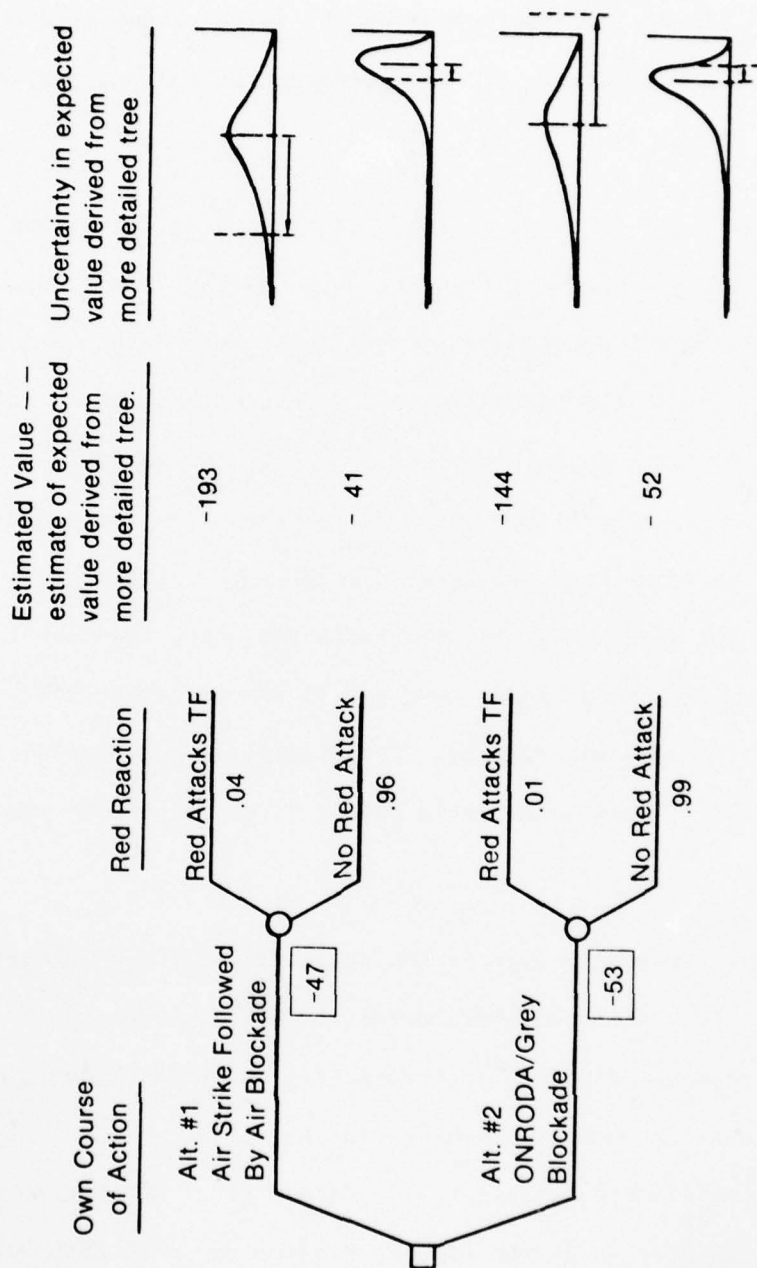 Own Course
of Action
Red Reaction
Estimated Value – –
estimate of expected
value derived from
more detailed tree.
Uncertainty in expected
value derived from
more detailed tree
Alt. #1
Air Strike Followed
By Air Blockade
-47
Red Attacks TF
.04
-193
No Red Attack
.96
- 41
Alt. #2
ONRODA/Grey
Blockade
-53
Red Attacks TF
.01
-144
No Red Attack
.99
- 52